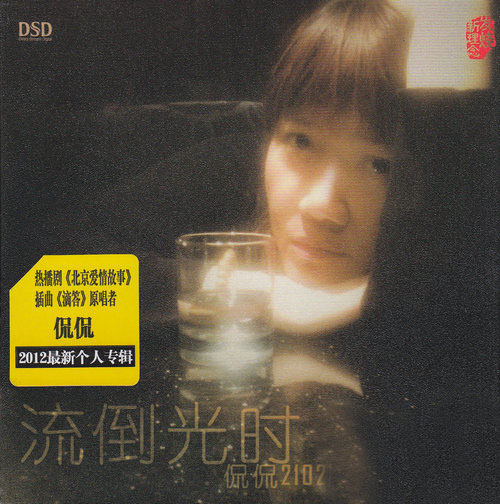 DSD
热播剧《北京爱情故事》
插曲《滴答》原唱者
侃侃
2012最新个人专辑
流倒光时
侃侃2102